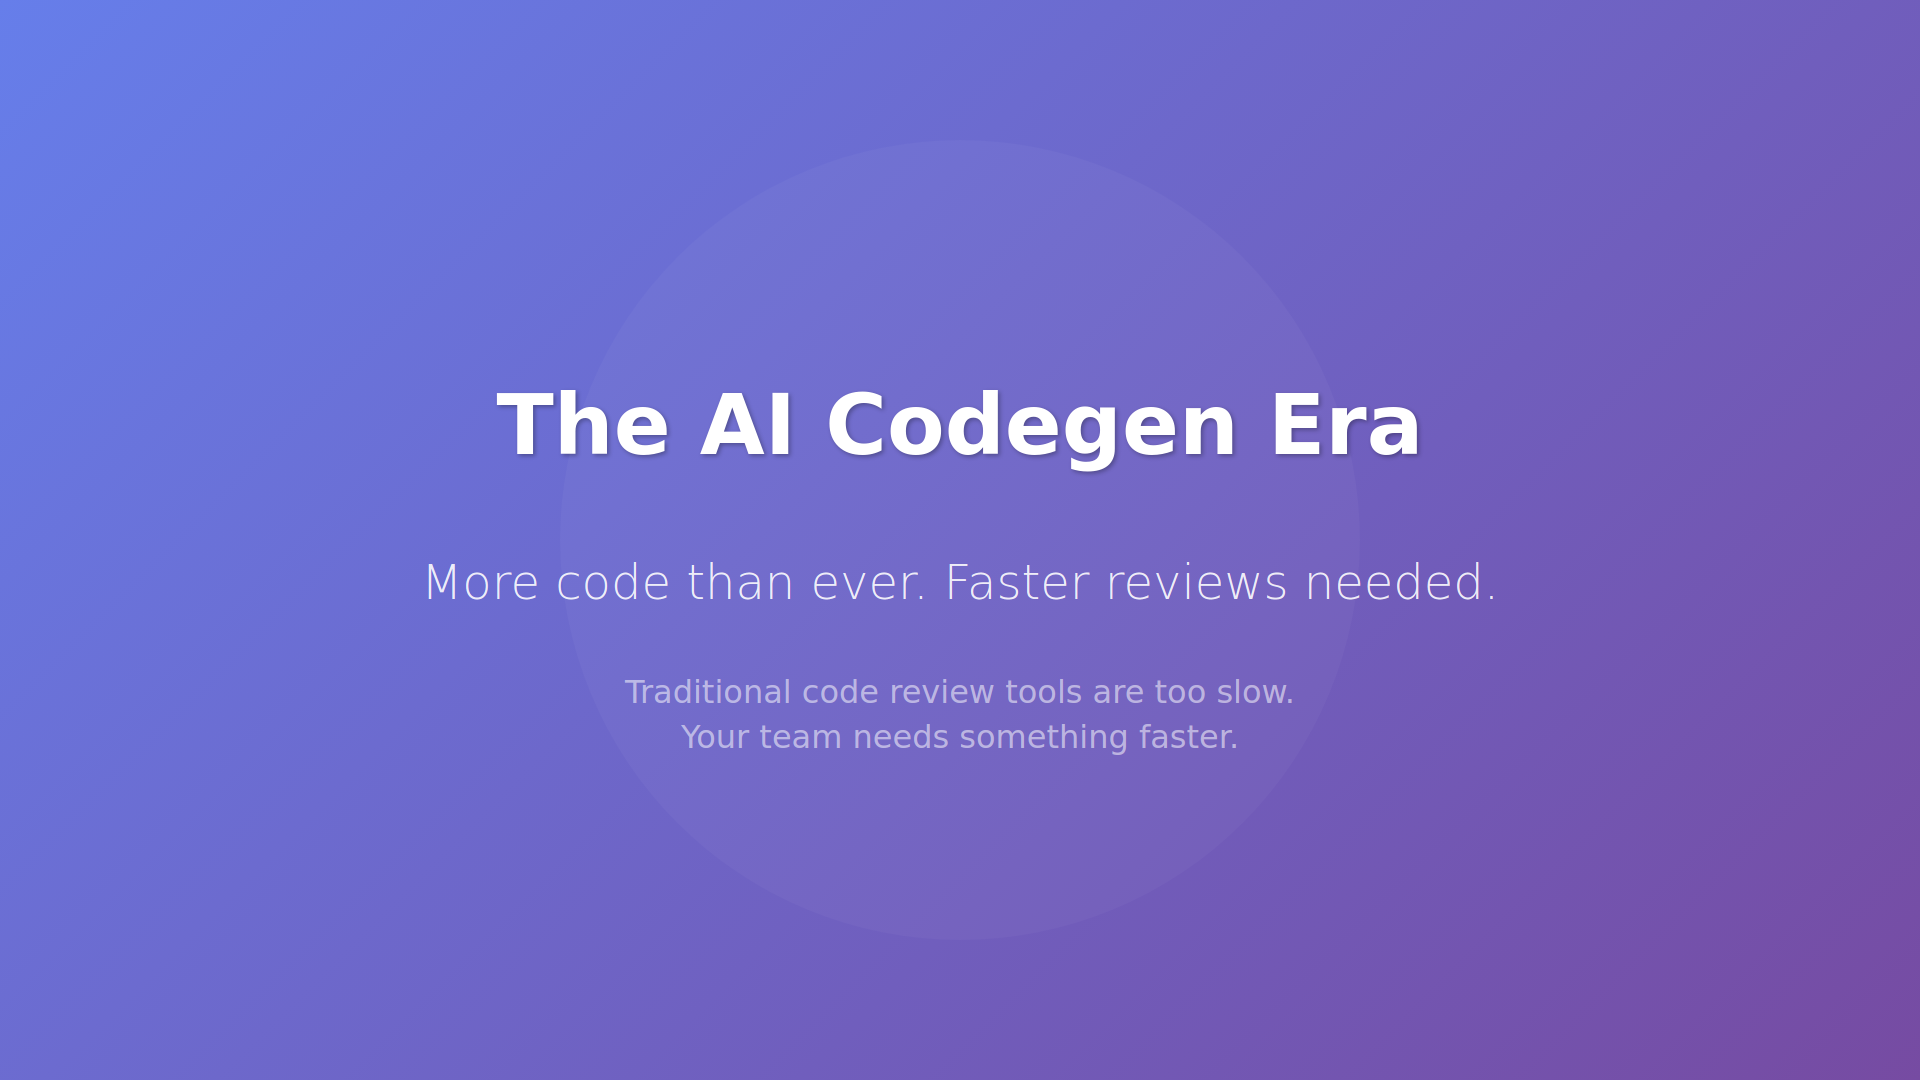 The AI Codegen Era
More code than ever. Faster reviews needed.
Traditional code review tools are too slow.
Your team needs something faster.